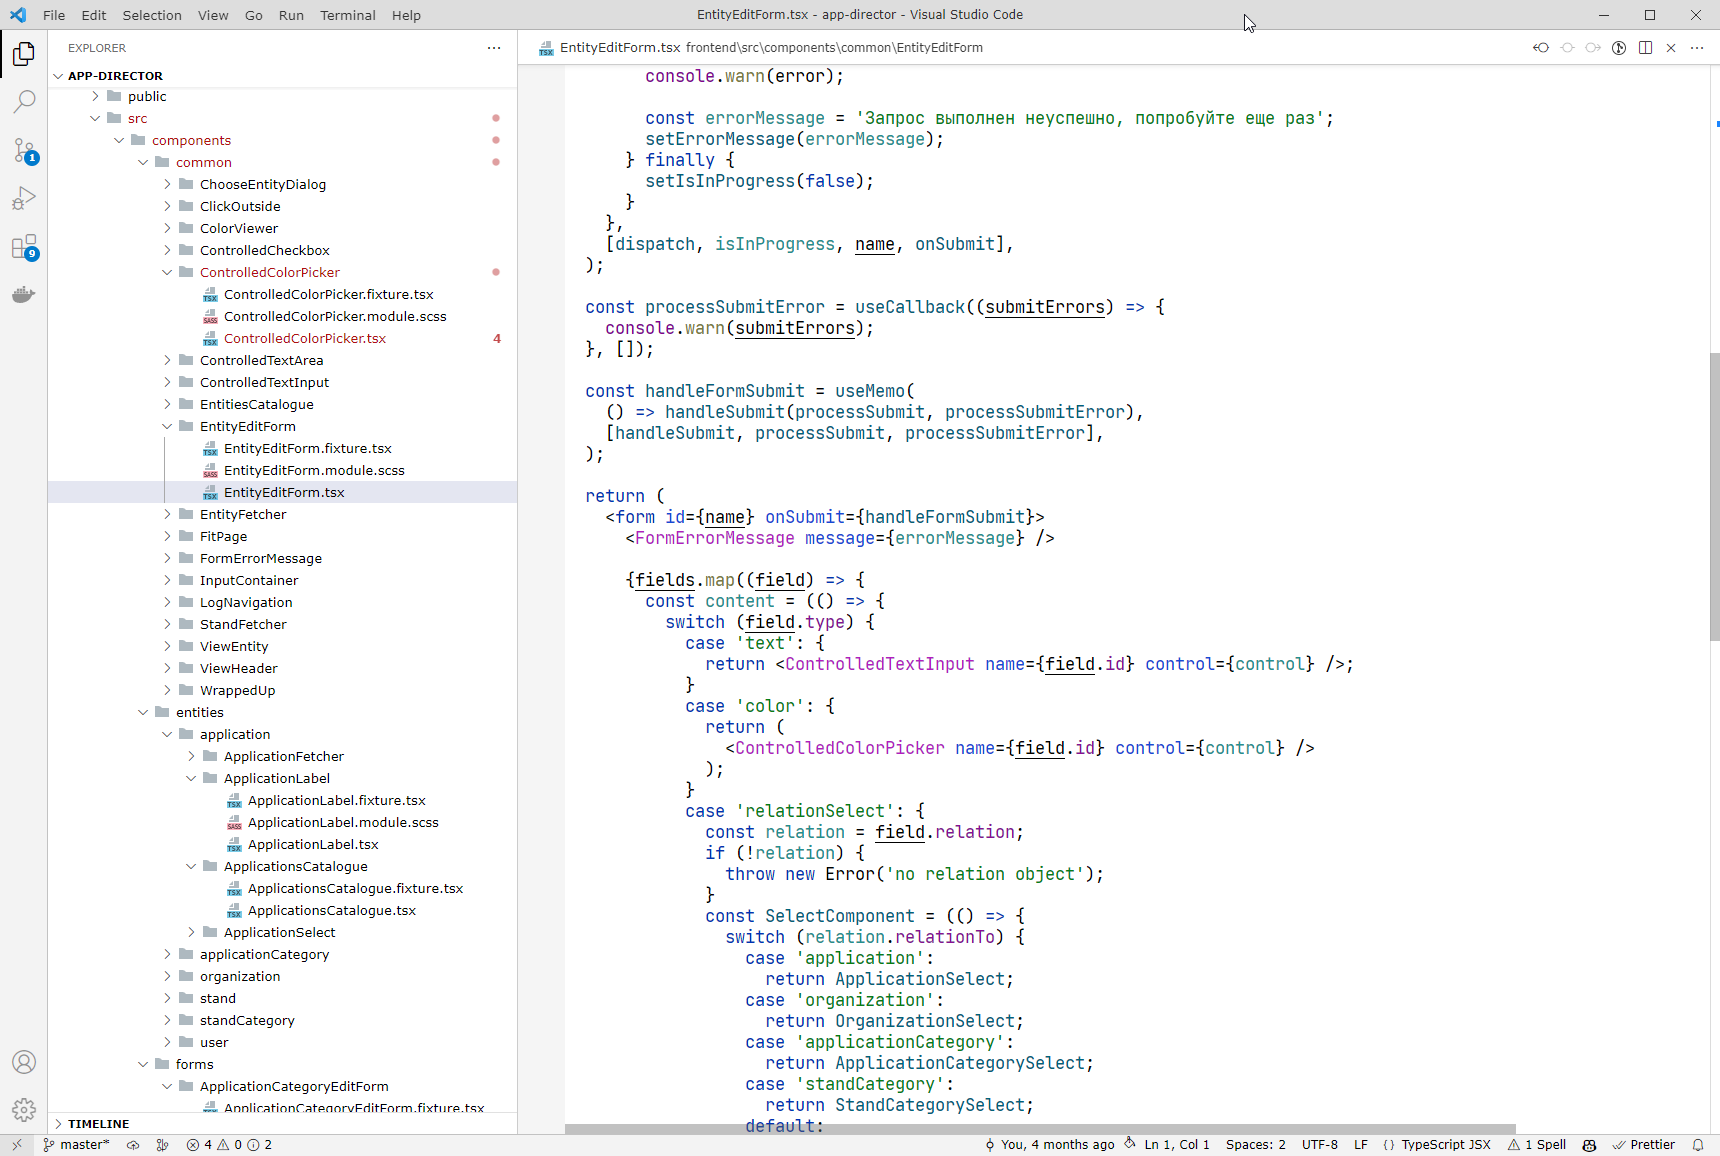 File Edit Selection View Go Run Terminal Help
EntityEditForm.tsx - app-director - Visual Studio Code
EXPLORER
APP-DIRECTOR
public
src
components
common
ChooseEntityDialog
ClickOutside
ColorViewer
ControlledCheckbox
ControlledColorPicker
ControlledColorPicker.fixture.tsx
ControlledColorPicker.module.scss
ControlledColorPicker.tsx 4
ControlledTextArea
ControlledTextInput
EntitiesCatalogue
EntityEditForm
EntityEditForm.fixture.tsx
EntityEditForm.module.scss
EntityEditForm.tsx
EntityFetcher
FitPage
FormErrorMessage
InputContainer
LogNavigation
StandFetcher
ViewEntity
ViewHeader
WrappedUp
entities
application
ApplicationFetcher
ApplicationLabel
ApplicationLabel.fixture.tsx
ApplicationLabel.module.scss
ApplicationLabel.tsx
ApplicationsCatalogue
ApplicationsCatalogue.fixture.tsx
ApplicationsCatalogue.tsx
ApplicationSelect
applicationCategory
organization
stand
standCategory
user
forms
ApplicationCategoryEditForm
ApplicationCategoryEditForm.fixture.tsx
TIMELINE
1
9
EntityEditForm.tsx frontend\src\components\common\EntityEditForm
console.warn(error);
const errorMessage = 'Запрос выполнен неуспешно, попробуйте еще раз';
setErrorMessage(errorMessage);
} finally {
setIsInProgress(false);
}
},
[dispatch, isInProgress, name, onSubmit],
);
const processSubmitError = useCallback((submitErrors) => {
console.warn(submitErrors);
}, []);
const handleFormSubmit = useMemo(
() => handleSubmit(processSubmit, processSubmitError),
[handleSubmit, processSubmit, processSubmitError],
);
return (
<form id={name} onSubmit={handleFormSubmit}>
<FormErrorMessage message={errorMessage} />
{fields.map((field) => {
const content = (() => {
switch (field.type) {
case 'text': {
return <ControlledTextInput name={field.id} control={control} />;
}
case 'color': {
return (
<ControlledColorPicker name={field.id} control={control} />
);
}
case 'relationSelect': {
const relation = field.relation;
if (!relation) {
throw new Error('no relation object');
}
const SelectComponent = (() => {
switch (relation.relationTo) {
case 'application':
return ApplicationSelect;
case 'organization':
return OrganizationSelect;
case 'applicationCategory':
return ApplicationCategorySelect;
case 'standCategory':
return StandCategorySelect;
default:
master* 4 0 2 You, 4 months ago Ln 1, Col 1 Spaces: 2 UTF-8 LF {} TypeScript JSX 1 Spell Prettier